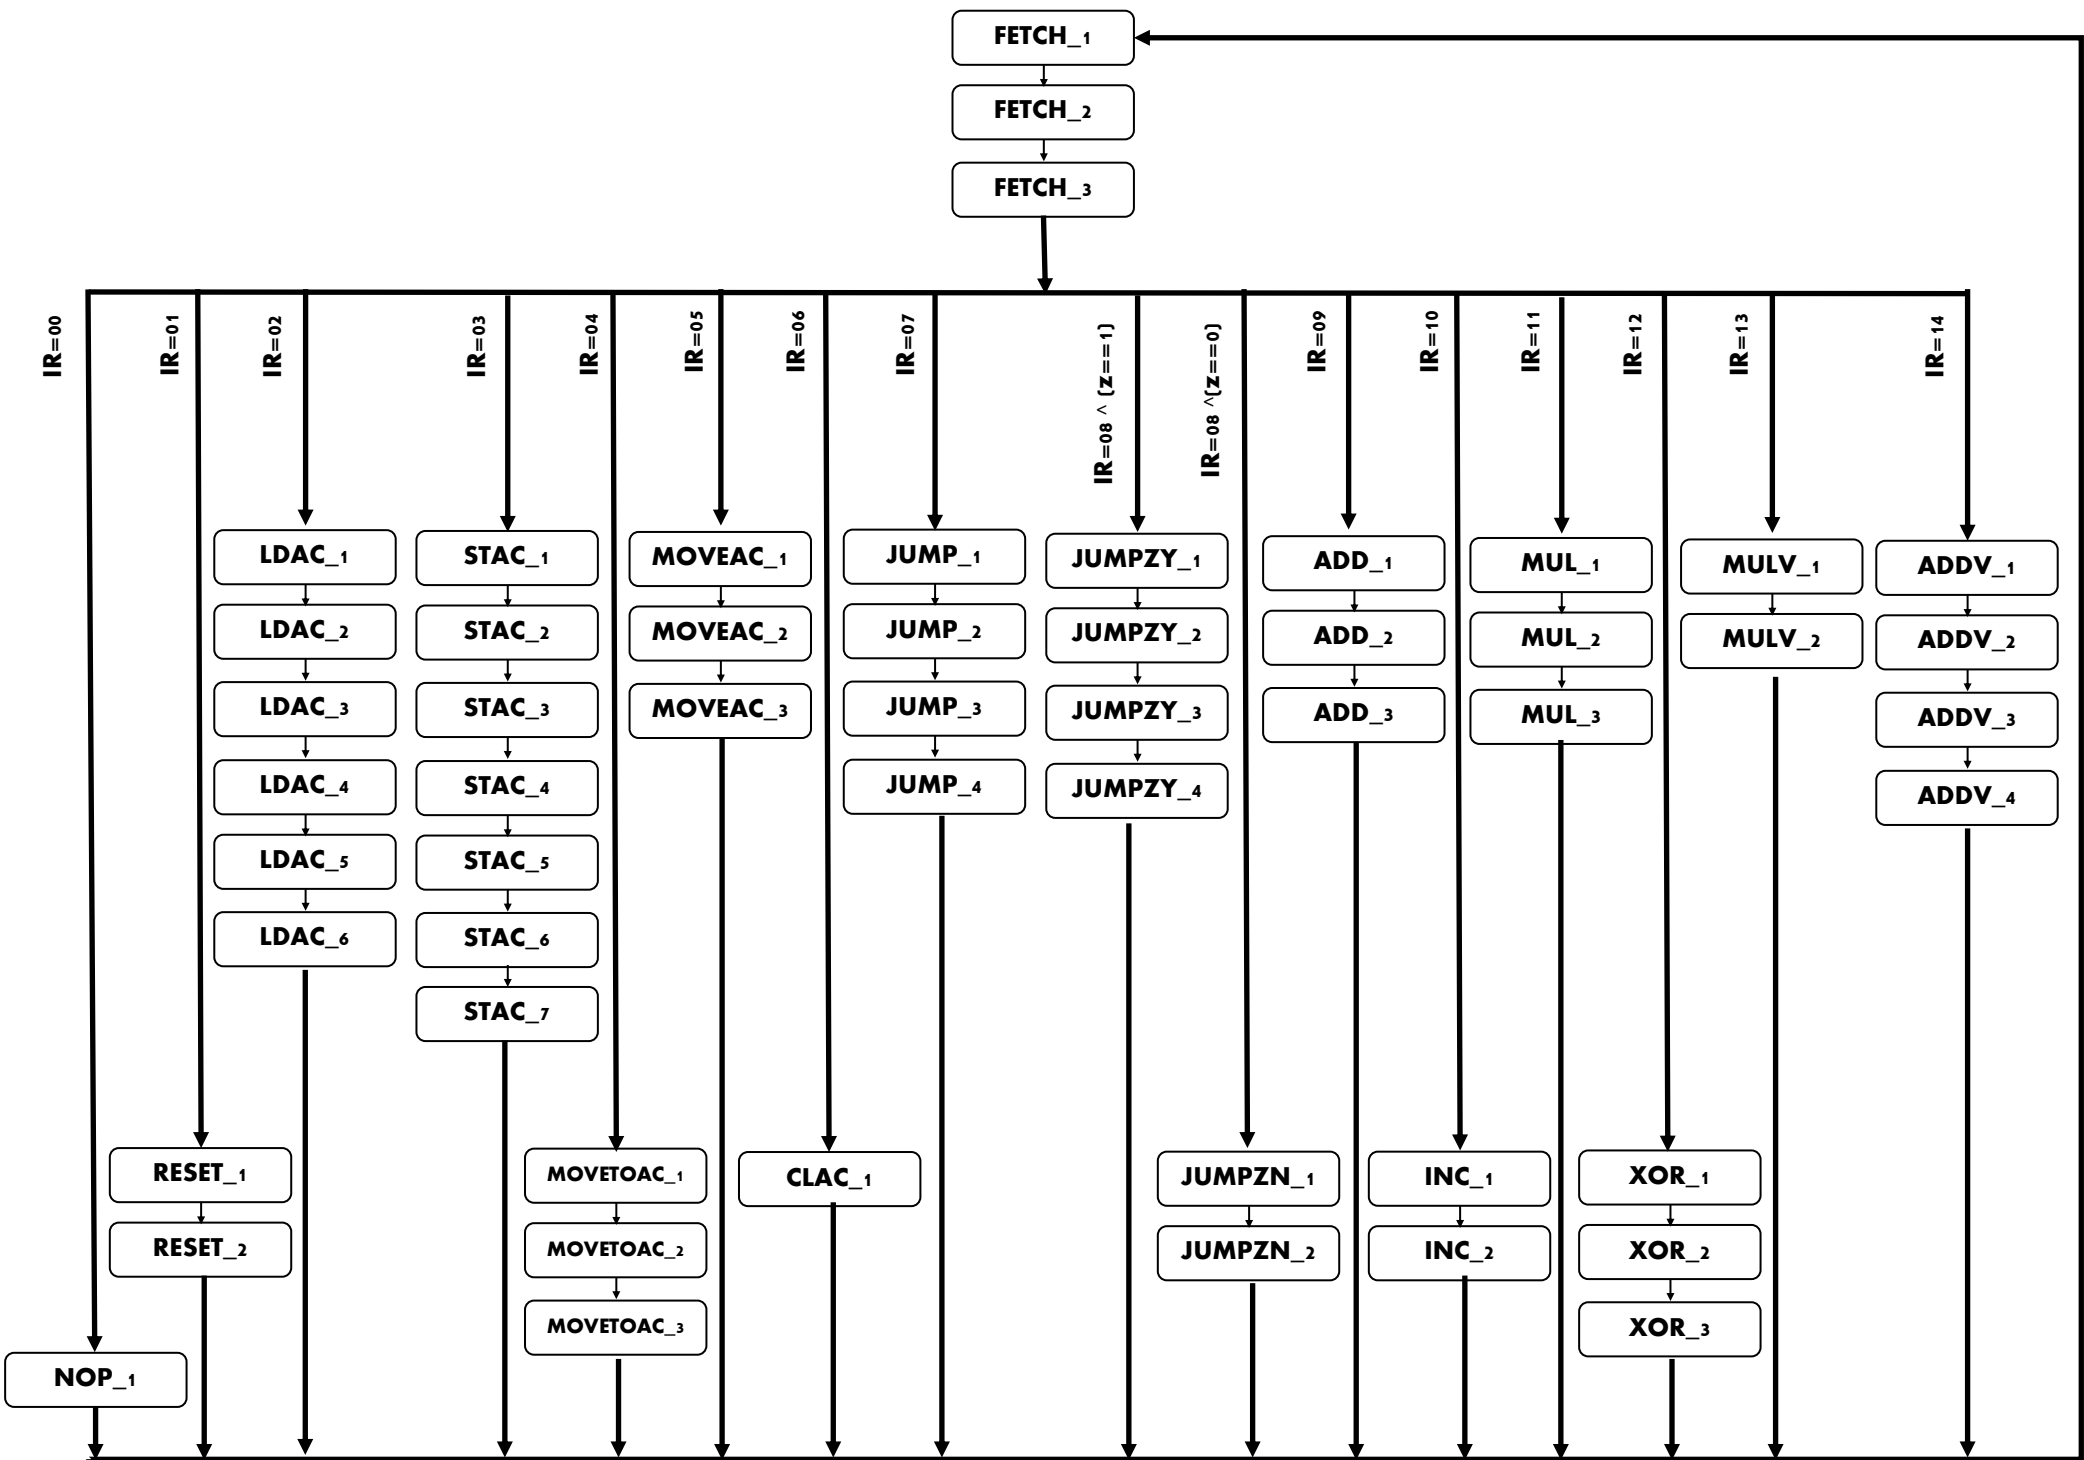 FETCH_1
FETCH_2
FETCH_3
IR=00
IR=01
IR=02
IR=03
IR=04
IR=05
IR=06
IR=07
IR=08 ^ (z===1)
IR=08 ^(z===0)
IR=09
IR=10
IR=11
IR=12
IR=13
IR=14
LDAC_1
LDAC_2
LDAC_3
LDAC_4
LDAC_5
LDAC_6
STAC_1
STAC_2
STAC_3
STAC_4
STAC_5
STAC_6
STAC_7
MOVEAC_1
MOVEAC_2
MOVEAC_3
JUMP_1
JUMP_2
JUMP_3
JUMP_4
JUMPZY_1
JUMPZY_2
JUMPZY_3
JUMPZY_4
ADD_1
ADD_2
ADD_3
MUL_1
MUL_2
MUL_3
MULV_1
MULV_2
ADDV_1
ADDV_2
ADDV_3
ADDV_4
RESET_1
RESET_2
MOVETOAC_1
MOVETOAC_2
MOVETOAC_3
CLAC_1
JUMPZN_1
JUMPZN_2
INC_1
INC_2
XOR_1
XOR_2
XOR_3
NOP_1